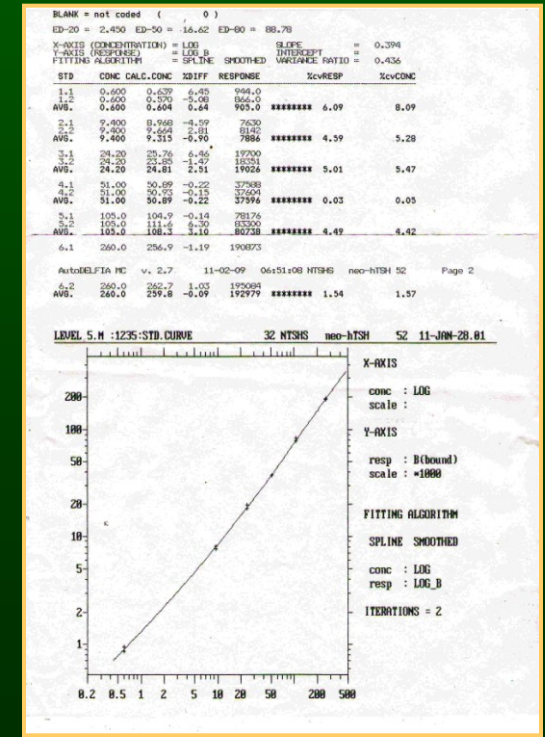 BLANK = not coded ( 0 )
ED-20 = 2.450 ED-50 = 16.62 ED-80 = 88.78
X-AXIS (CONCENTRATION) = LOG SLOPE = 0.394
Y-AXIS (RESPONSE) = LOG_B INTERCEPT =
FITTING ALGORITHM = SPLINE SMOOTHED VARIANCE RATIO = 0.436
STD CONC CALC.CONC %DIFF RESPONSE %cvRESP %cvCONC
1.1 0.600 0.639 6.45 944.0
1.2 0.600 0.570 -5.08 866.0
AVG. 0.600 0.604 0.64 905.0 ******** 6.09 8.09
2.1 9.400 8.968 -4.59 7630
2.2 9.400 9.664 2.81 8142
AVG. 9.400 9.315 -0.90 7886 ******** 4.59 5.28
3.1 24.20 25.76 6.46 19700
3.2 24.20 23.85 -1.47 18351
AVG. 24.20 24.81 2.51 19026 ******** 5.01 5.47
4.1 51.00 50.89 -0.22 37588
4.2 51.00 50.93 -0.15 37604
AVG. 51.00 50.89 -0.22 37596 ******** 0.03 0.05
5.1 105.0 104.9 -0.14 78176
5.2 105.0 111.6 6.30 83300
AVG. 105.0 108.3 3.10 80738 ******** 4.49 4.42
6.1 260.0 256.9 -1.19 190873
AutoDELFIA MC v. 2.7 11-02-09 06:51:08 NTSHS neo-hTSH 52 Page 2
6.2 260.0 262.7 1.03 195084
AVG. 260.0 259.8 -0.09 192979 ******** 1.54 1.57
LEVEL 5.M :1235:STD.CURVE 32 NTSHS neo-hTSH 52 11-JAN-28.01
X-AXIS
conc : LOG
scale :
Y-AXIS
resp : B(bound)
scale : *1000
FITTING ALGORITHM
SPLINE SMOOTHED
conc : LOG
resp : LOG_B
ITERATIONS = 2
200
100
50
20
10
5
2
1
0.2 0.5 1 2 5 10 20 50 200 500